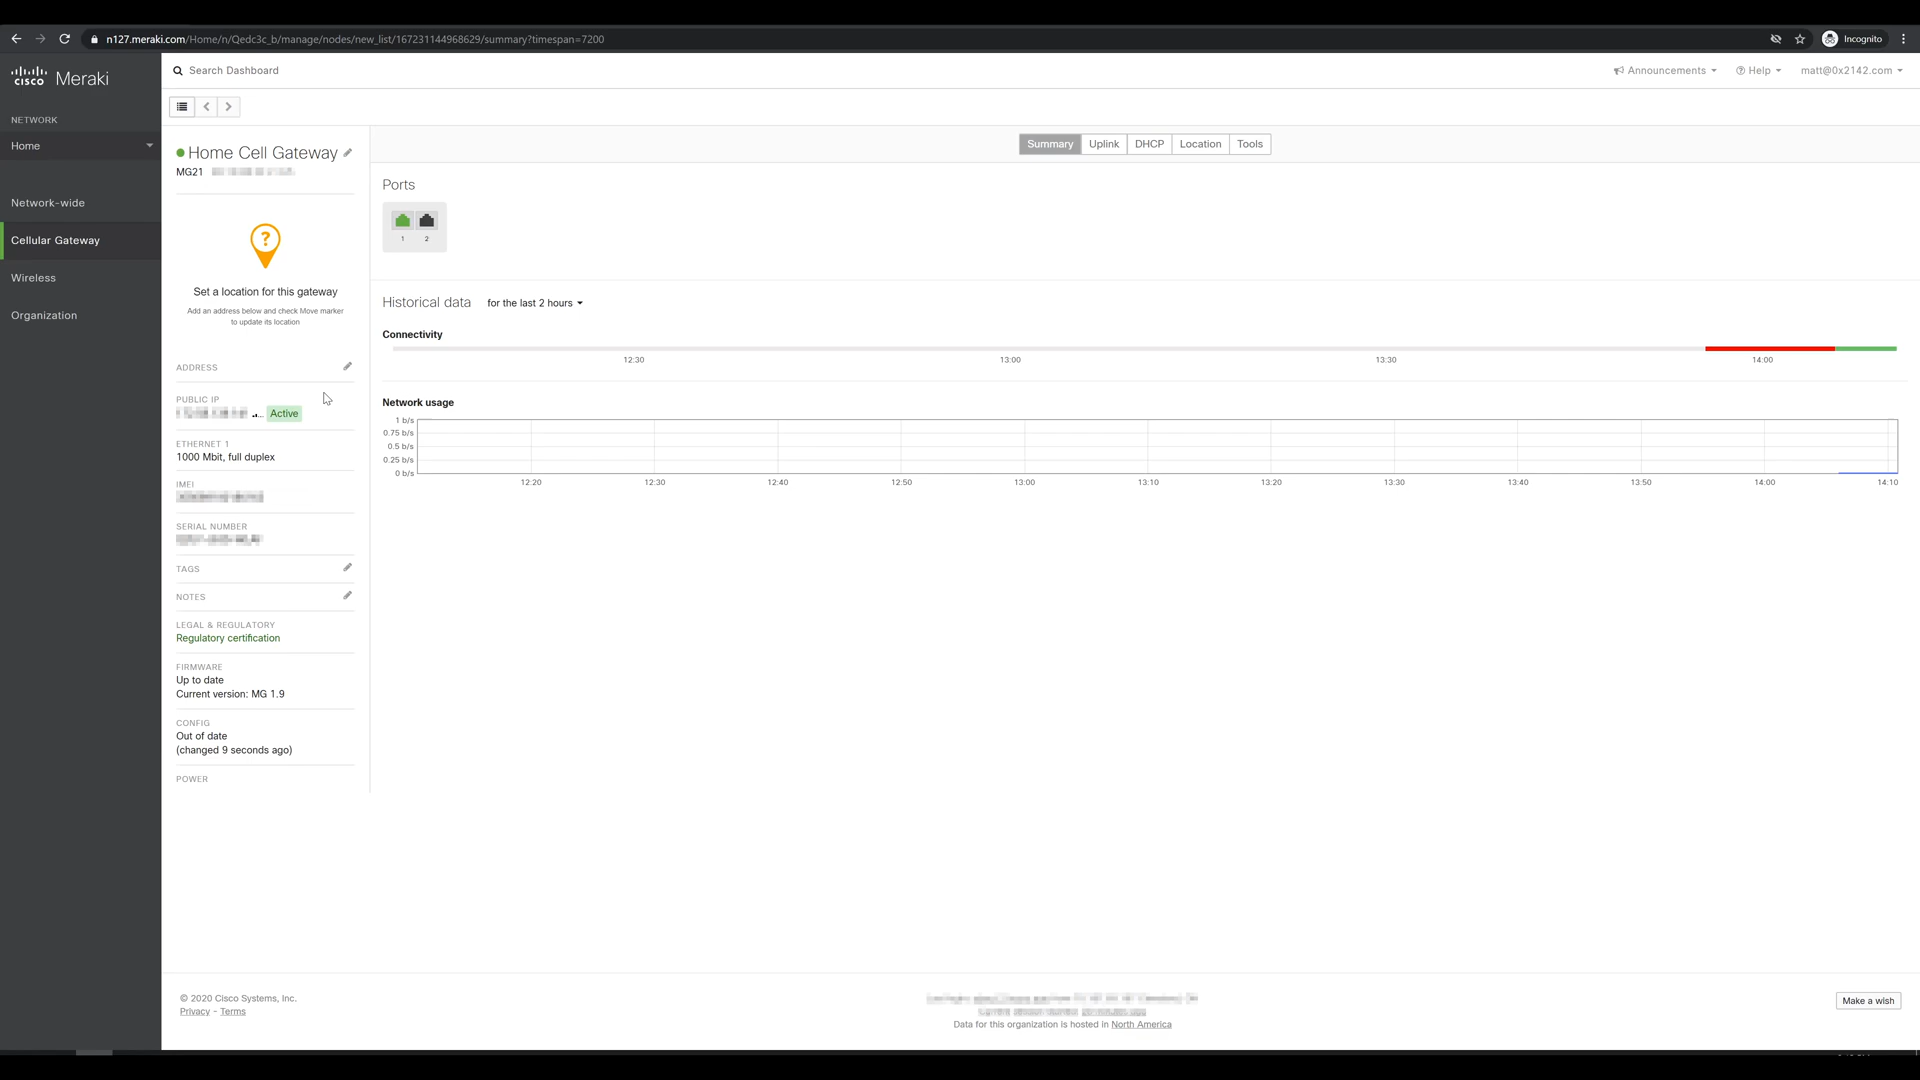 n127.meraki.com/Home/n/Qedc3c_b/manage/nodes/new_list/167231144968629/summary?timespan=7200
Incognito
cisco Meraki
Search Dashboard
Announcements
Help
matt@0x2142.com
NETWORK
Home
Network-wide
Cellular Gateway
Wireless
Organization
Home Cell Gateway
MG21
?
Set a location for this gateway
Add an address below and check Move marker
to update its location
ADDRESS
PUBLIC IP
... Active
ETHERNET 1
1000 Mbit, full duplex
IMEI
SERIAL NUMBER
TAGS
NOTES
LEGAL & REGULATORY
Regulatory certification
FIRMWARE
Up to date
Current version: MG 1.9
CONFIG
Out of date
(changed 9 seconds ago)
POWER
Summary Uplink DHCP Location Tools
Ports
1 2
Historical data for the last 2 hours
Connectivity
12:30 13:00 13:30 14:00
Network usage
1 b/s
0.75 b/s
0.5 b/s
0.25 b/s
0 b/s
12:20 12:30 12:40 12:50 13:00 13:10 13:20 13:30 13:40 13:50 14:00 14:10
© 2020 Cisco Systems, Inc.
Privacy - Terms
Data for this organization is hosted in North America
Make a wish